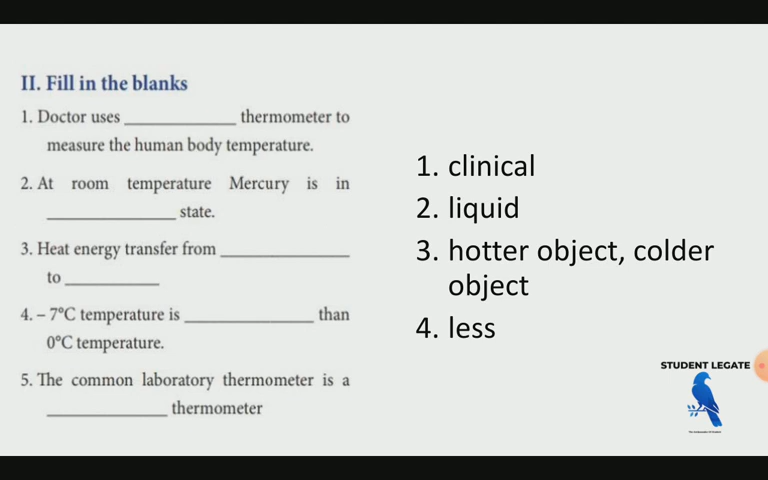 II. Fill in the blanks
1. Doctor uses ____________ thermometer to
measure the human body temperature.
2. At room temperature Mercury is in
______________ state.
3. Heat energy transfer from ______________
to __________
4. – 7°C temperature is ______________ than
0°C temperature.
5. The common laboratory thermometer is a
_____________ thermometer
1. clinical
2. liquid
3. hotter object, colder
object
4. less
STUDENT LEGATE